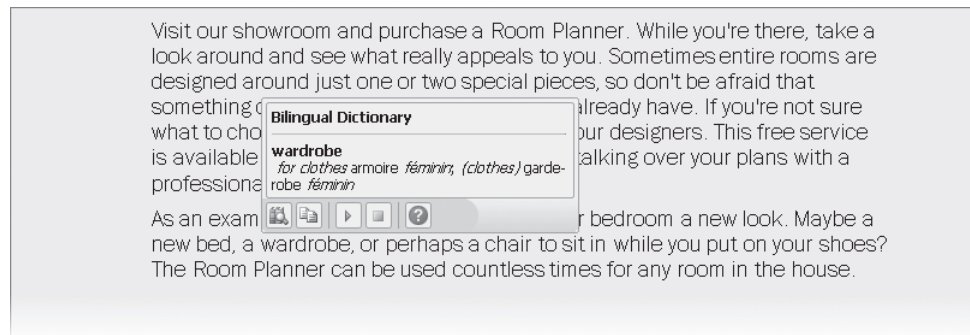 Visit our showroom and purchase a Room Planner. While you're there, take a
look around and see what really appeals to you. Sometimes entire rooms are
designed around just one or two special pieces, so don't be afraid that
something already have. If you're not sure
what to cho our designers. This free service
is available talking over your plans with a
professiona
Bilingual Dictionary
wardrobe
for clothes armoire féminin; (clothes) garde-
robe féminin
As an exam r bedroom a new look. Maybe a
new bed, a wardrobe, or perhaps a chair to sit in while you put on your shoes?
The Room Planner can be used countless times for any room in the house.